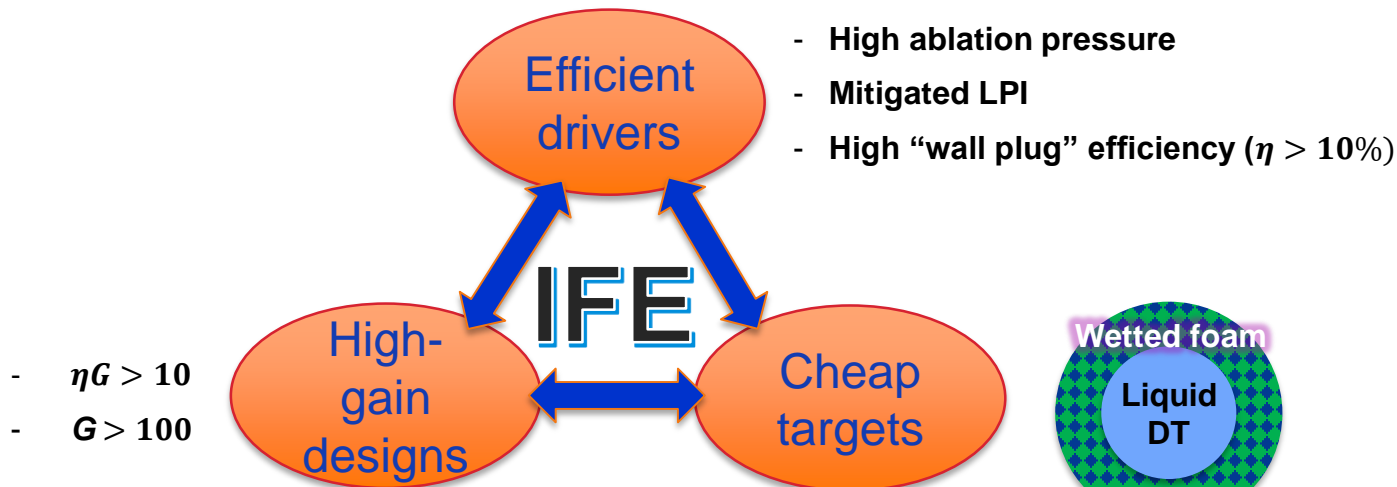 Efficient
drivers
- High ablation pressure
- Mitigated LPI
- High “wall plug” efficiency (η > 10%)
IFE
High-
gain
designs
- ηG > 10
- G > 100
Cheap
targets
Wetted foam
Liquid
DT